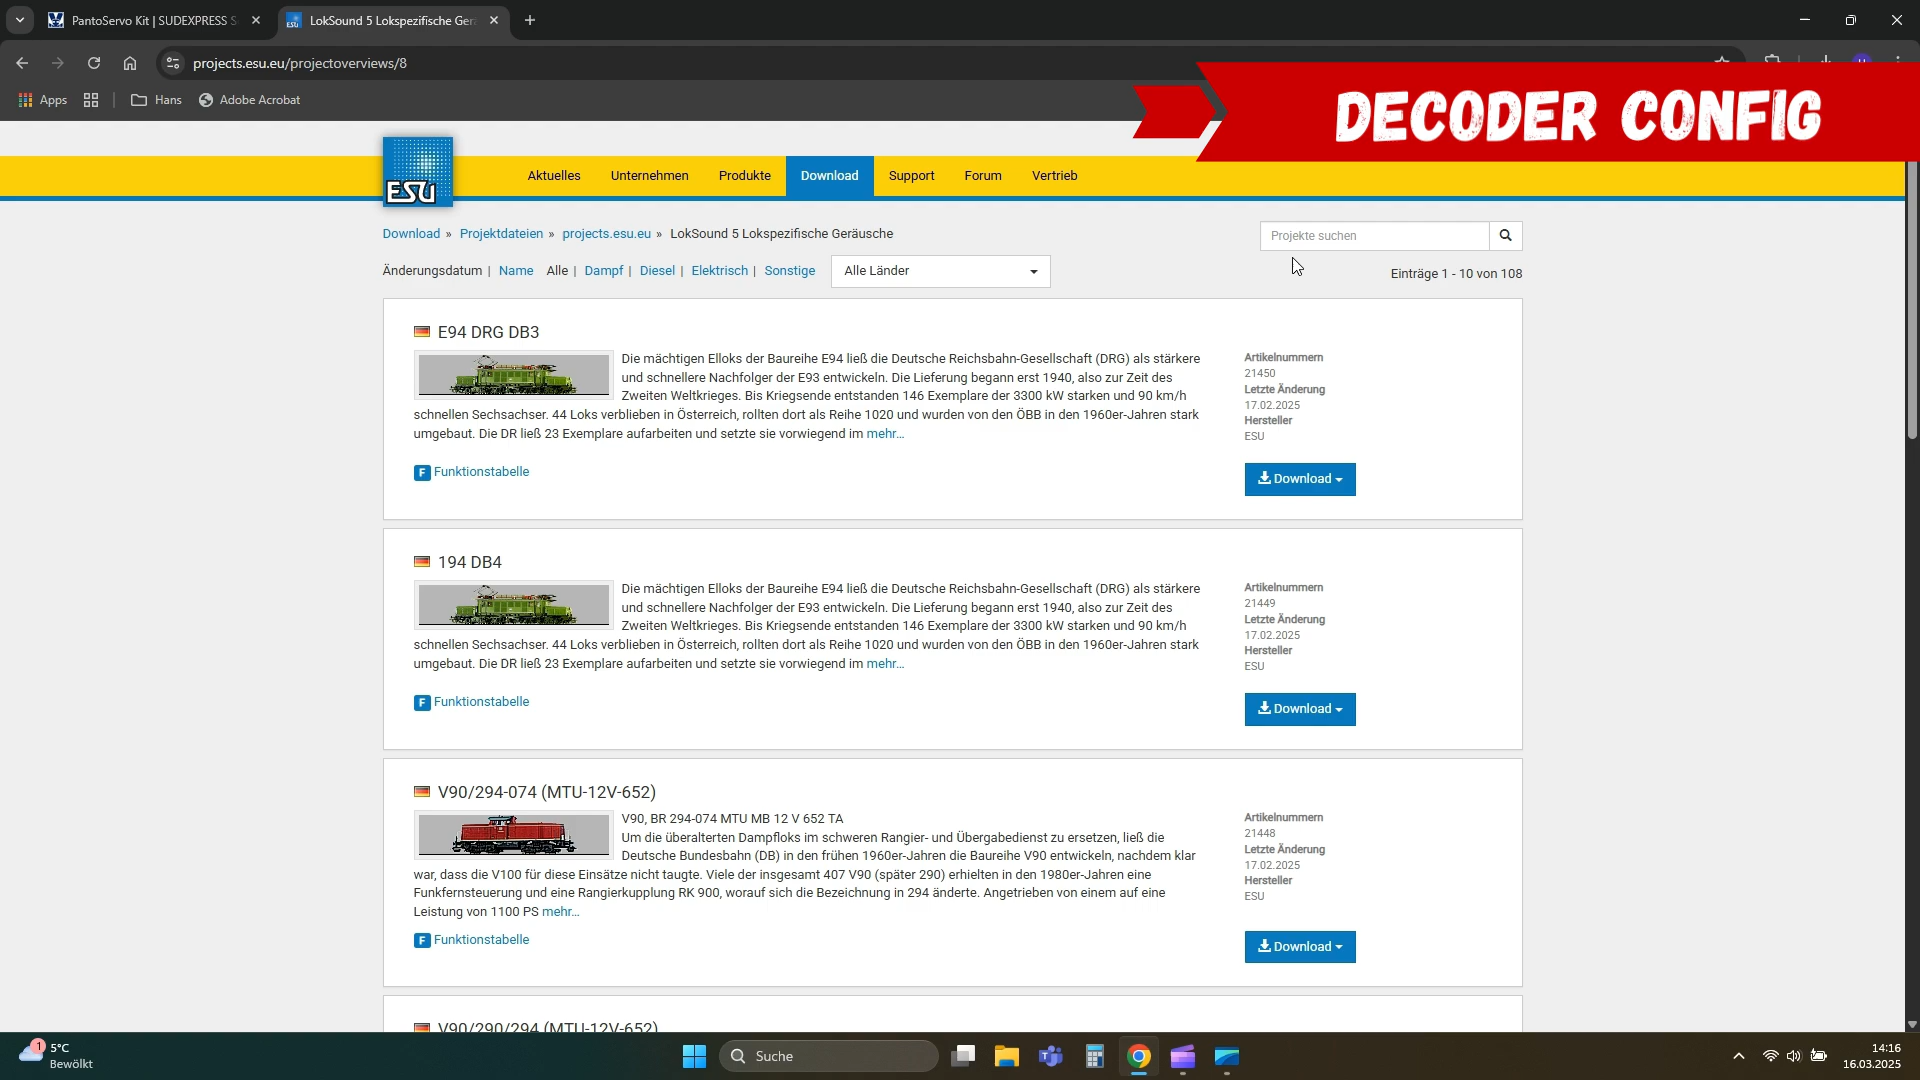 PantoServo Kit | SUDEXPRESS S
LokSound 5 Lokspezifische Ger
projects.esu.eu/projectoverviews/8
Apps
Hans
Adobe Acrobat
DECODER CONFIG
ESU
Aktuelles
Unternehmen
Produkte
Download
Support
Forum
Vertrieb
Download » Projektdateien » projects.esu.eu » LokSound 5 Lokspezifische Geräusche
Projekte suchen
Änderungsdatum | Name Alle | Dampf | Diesel | Elektrisch | Sonstige
Alle Länder
Einträge 1 - 10 von 108
E94 DRG DB3
Die mächtigen Elloks der Baureihe E94 ließ die Deutsche Reichsbahn-Gesellschaft (DRG) als stärkere
und schnellere Nachfolger der E93 entwickeln. Die Lieferung begann erst 1940, also zur Zeit des
Zweiten Weltkrieges. Bis Kriegsende entstanden 146 Exemplare der 3300 kW starken und 90 km/h
schnellen Sechsachser. 44 Loks verblieben in Österreich, rollten dort als Reihe 1020 und wurden von den ÖBB in den 1960er-Jahren stark
umgebaut. Die DR ließ 23 Exemplare aufarbeiten und setzte sie vorwiegend im mehr...
Artikelnummern
21450
Letzte Änderung
17.02.2025
Hersteller
ESU
F Funktionstabelle
Download
194 DB4
Die mächtigen Elloks der Baureihe E94 ließ die Deutsche Reichsbahn-Gesellschaft (DRG) als stärkere
und schnellere Nachfolger der E93 entwickeln. Die Lieferung begann erst 1940, also zur Zeit des
Zweiten Weltkrieges. Bis Kriegsende entstanden 146 Exemplare der 3300 kW starken und 90 km/h
schnellen Sechsachser. 44 Loks verblieben in Österreich, rollten dort als Reihe 1020 und wurden von den ÖBB in den 1960er-Jahren stark
umgebaut. Die DR ließ 23 Exemplare aufarbeiten und setzte sie vorwiegend im mehr...
Artikelnummern
21449
Letzte Änderung
17.02.2025
Hersteller
ESU
F Funktionstabelle
Download
V90/294-074 (MTU-12V-652)
V90, BR 294-074 MTU MB 12 V 652 TA
Um die überalterten Dampfloks im schweren Rangier- und Übergabedienst zu ersetzen, ließ die
Deutsche Bundesbahn (DB) in den frühen 1960er-Jahren die Baureihe V90 entwickeln, nachdem klar
war, dass die V100 für diese Einsätze nicht taugte. Viele der insgesamt 407 V90 (später 290) erhielten in den 1980er-Jahren eine
Funkfernsteuerung und eine Rangierkupplung RK 900, worauf sich die Bezeichnung in 294 änderte. Angetrieben von einem auf eine
Leistung von 1100 PS mehr...
Artikelnummern
21448
Letzte Änderung
17.02.2025
Hersteller
ESU
F Funktionstabelle
Download
V90/290/294 (MTU-12V-652)
1
5°C
Bewölkt
Suche
14:16
16.03.2025